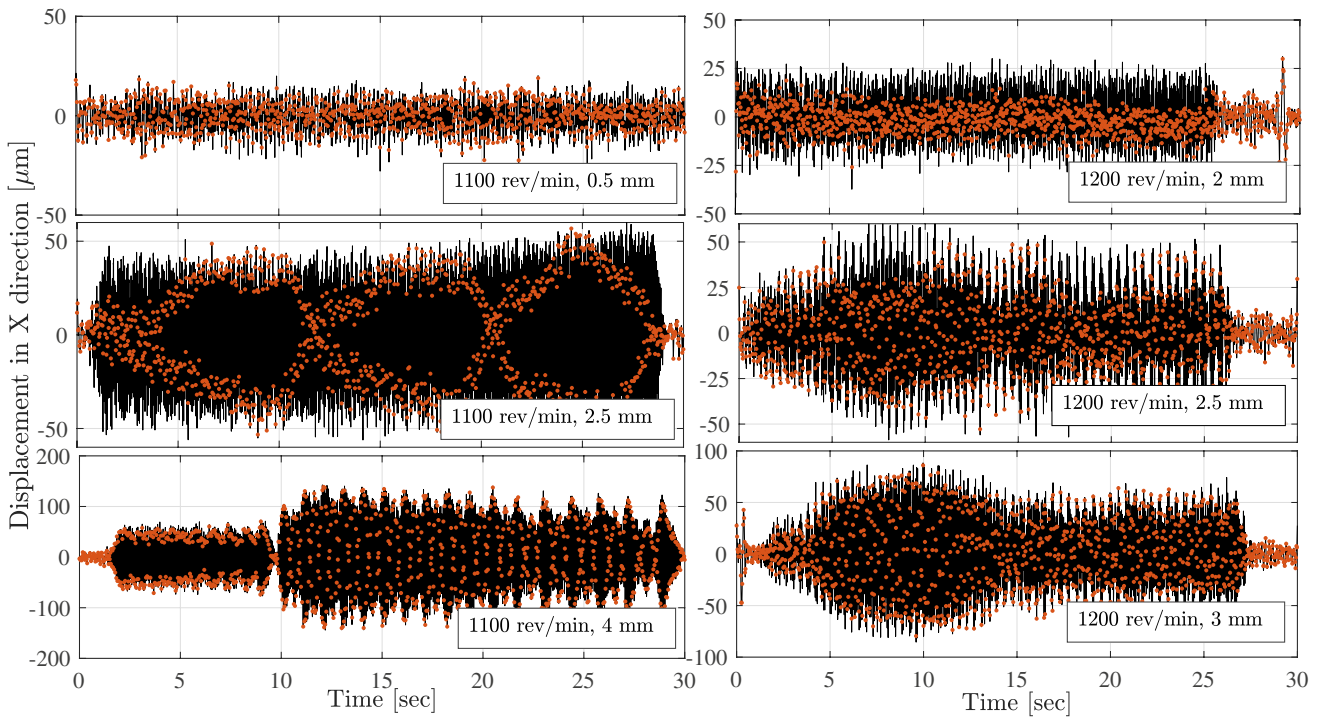 Displacement in X direction [μm]
50
0
-50
1100 rev/min, 0.5 mm
50
25
0
-25
-50
1200 rev/min, 2 mm
50
0
-50
1100 rev/min, 2.5 mm
50
25
0
-25
-50
1200 rev/min, 2.5 mm
200
100
0
-100
-200
1100 rev/min, 4 mm
0 5 10 15 20 25 30
Time [sec]
100
50
0
-50
-100
1200 rev/min, 3 mm
0 5 10 15 20 25 30
Time [sec]